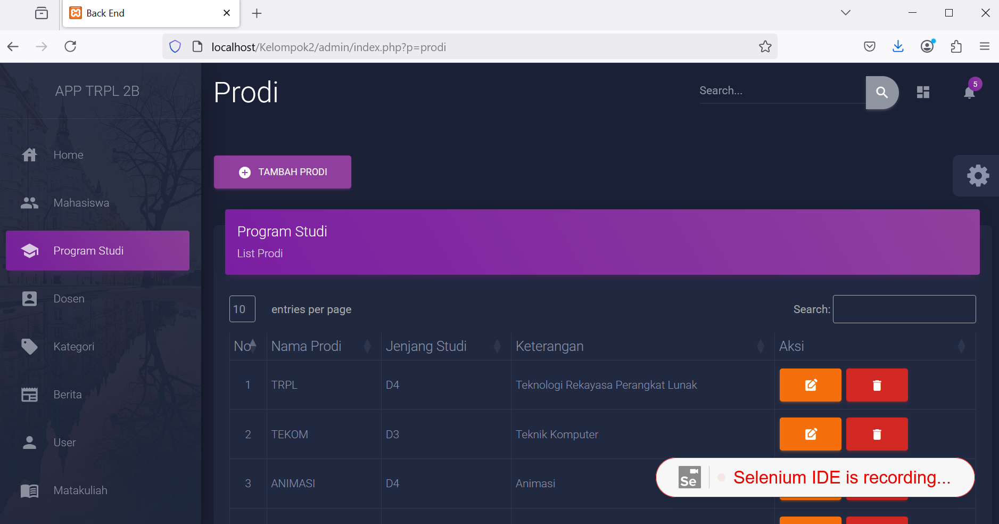 Back End
localhost/Kelompok2/admin/index.php?p=prodi
APP TRPL 2B
Home
Mahasiswa
Program Studi
Dosen
Kategori
Berita
User
Matakuliah
Prodi
Search...
5
TAMBAH PRODI
Program Studi
List Prodi
10 entries per page
Search:
No Nama Prodi Jenjang Studi Keterangan Aksi
1 TRPL D4 Teknologi Rekayasa Perangkat Lunak
2 TEKOM D3 Teknik Komputer
3 ANIMASI D4 Animasi
Se Selenium IDE is recording...